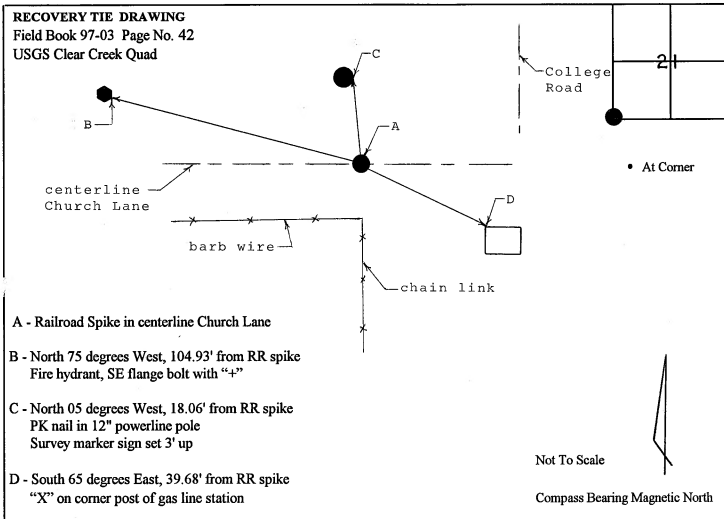 RECOVERY TIE DRAWING
Field Book 97-03 Page No. 42
USGS Clear Creek Quad
C
College
Road
21
B
A
At Corner
centerline
Church Lane
D
barb wire
chain link
A - Railroad Spike in centerline Church Lane
B - North 75 degrees West, 104.93' from RR spike
Fire hydrant, SE flange bolt with “+”
C - North 05 degrees West, 18.06' from RR spike
PK nail in 12" powerline pole
Survey marker sign set 3' up
D - South 65 degrees East, 39.68' from RR spike
“X” on corner post of gas line station
Not To Scale
Compass Bearing Magnetic North